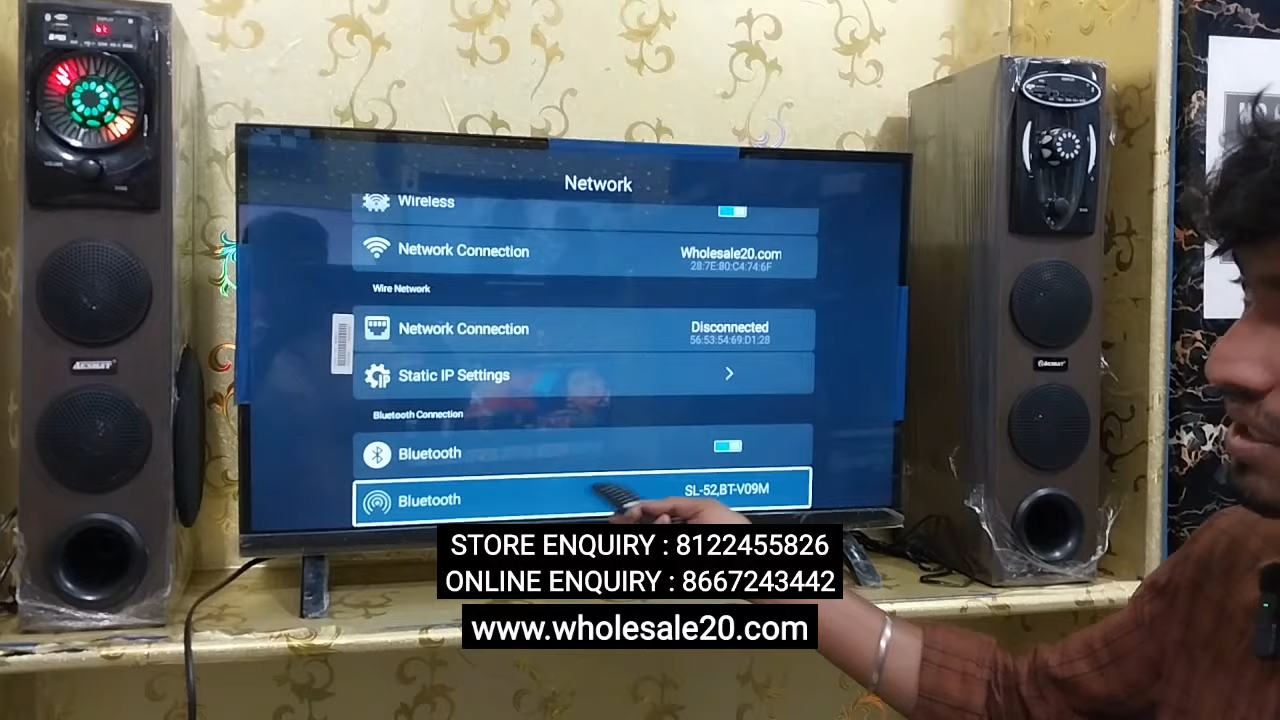 Network
Wireless
Network Connection
Wholesale20.com
28:7E:80:C4:74:6F
Wire Network
Network Connection
Disconnected
56:53:54:69:D1:28
Static IP Settings
Bluetooth Connection
Bluetooth
Bluetooth
SL-52,BT-V09M
STORE ENQUIRY : 8122455826
ONLINE ENQUIRY : 8667243442
www.wholesale20.com